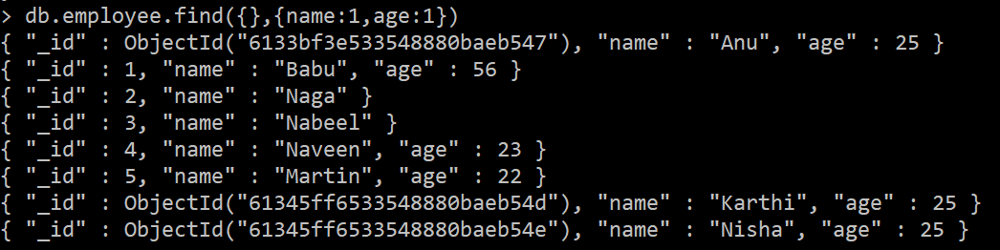 > db.employee.find({},{name:1,age:1})
{ "_id" : ObjectId("6133bf3e533548880baeb547"), "name" : "Anu", "age" : 25 }
{ "_id" : 1, "name" : "Babu", "age" : 56 }
{ "_id" : 2, "name" : "Naga" }
{ "_id" : 3, "name" : "Nabeel" }
{ "_id" : 4, "name" : "Naveen", "age" : 23 }
{ "_id" : 5, "name" : "Martin", "age" : 22 }
{ "_id" : ObjectId("61345ff6533548880baeb54d"), "name" : "Karthi", "age" : 25 }
{ "_id" : ObjectId("61345ff6533548880baeb54e"), "name" : "Nisha", "age" : 25 }